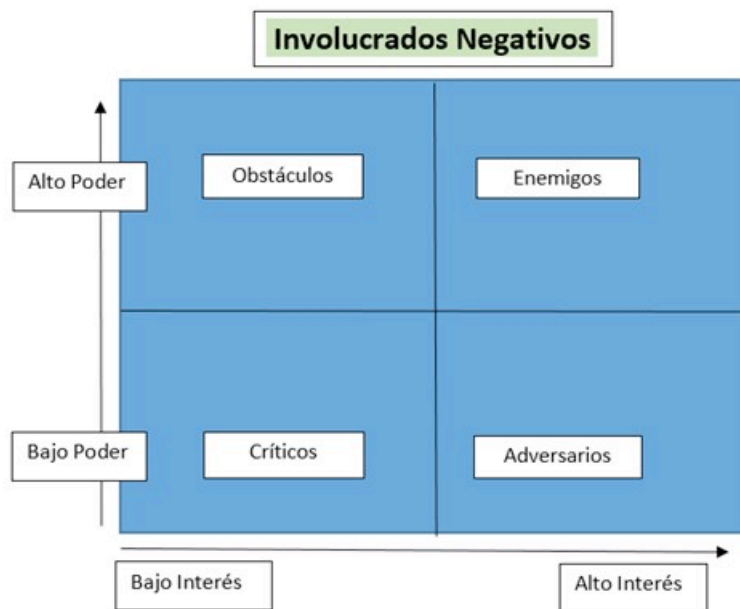 Involucrados Negativos
Alto Poder
Obstáculos
Enemigos
Bajo Poder
Críticos
Adversarios
Bajo Interés
Alto Interés